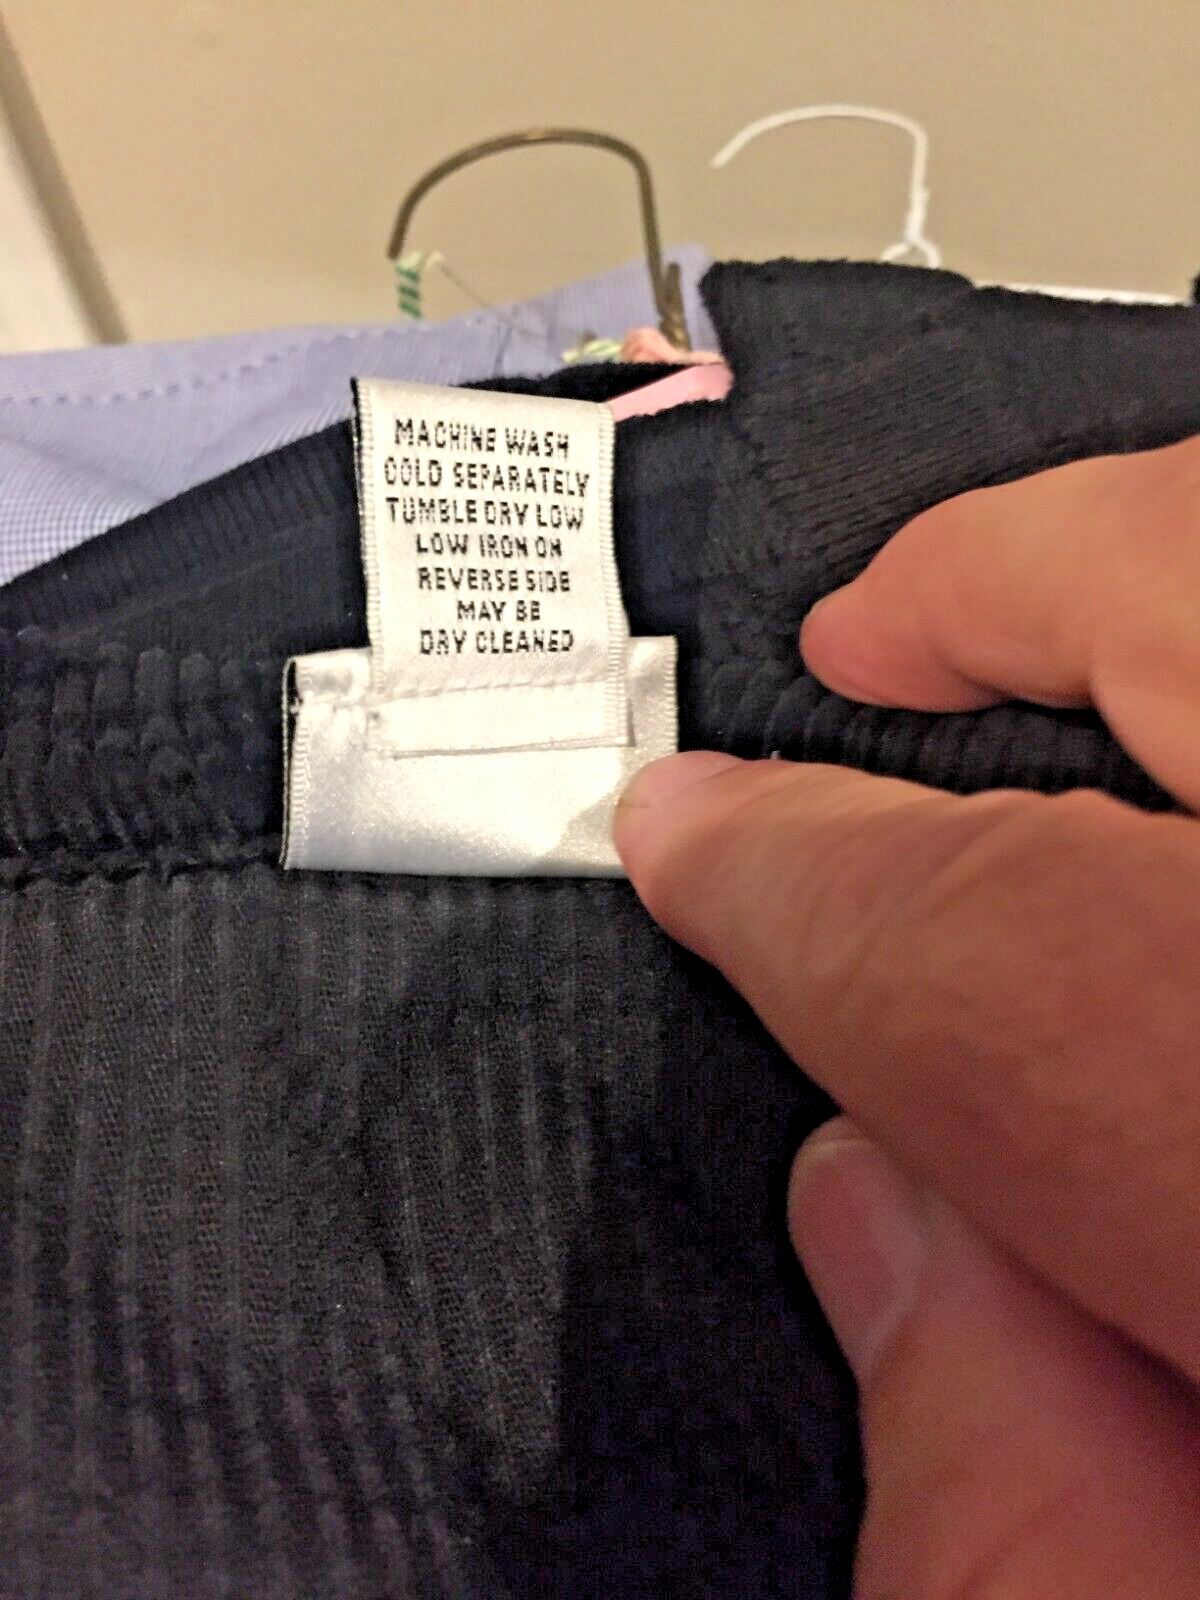 MACHINE WASH
COLD SEPARATELY
TUMBLE DRY LOW
LOW IRON ON
REVERSE SIDE
MAY BE
DRY CLEANED